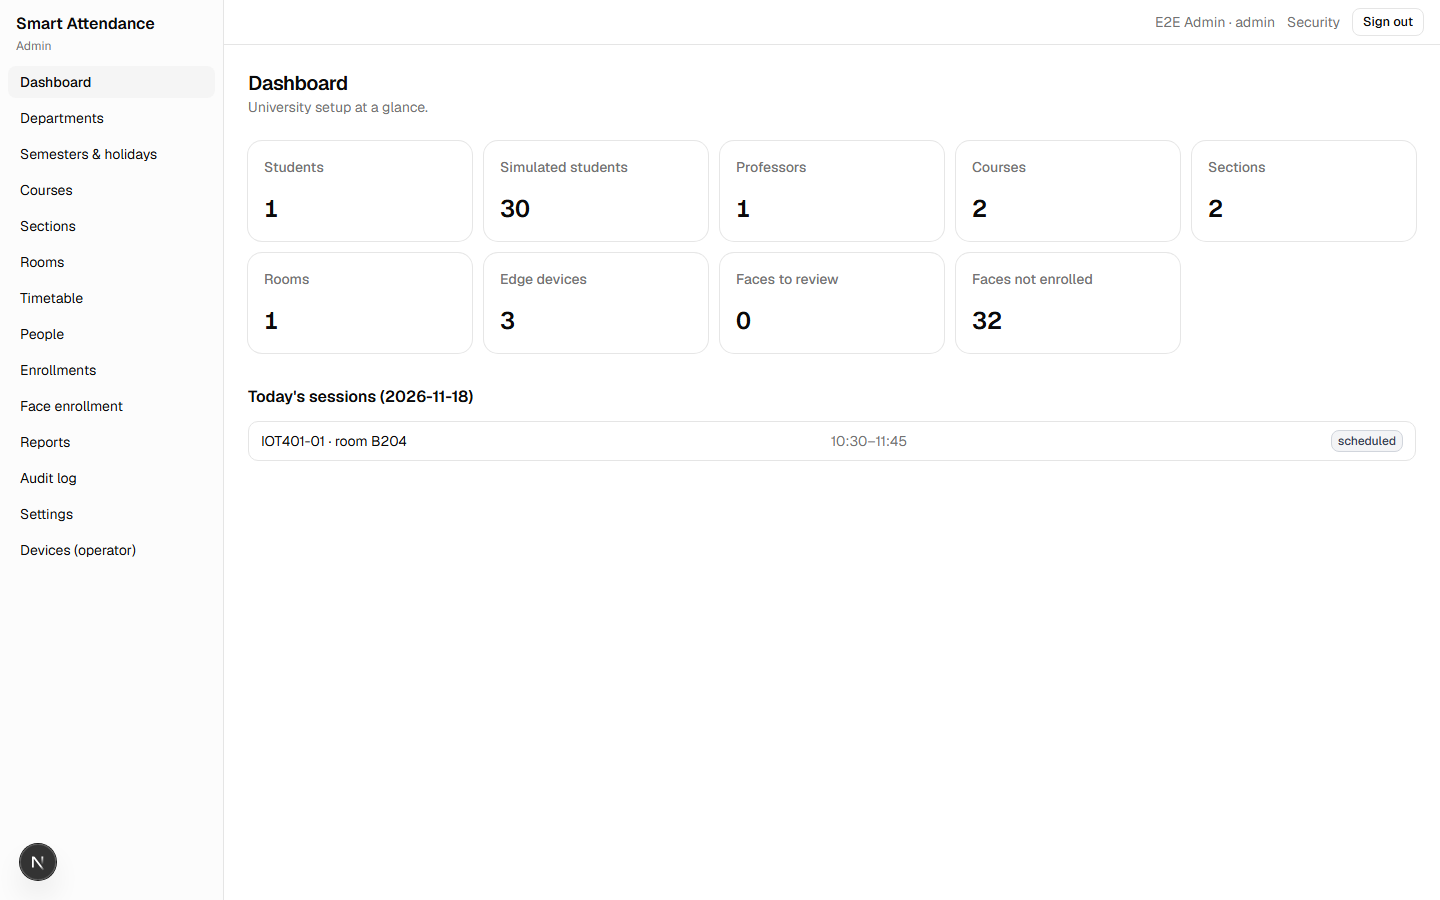 Smart Attendance
Admin
Dashboard
Departments
Semesters & holidays
Courses
Sections
Rooms
Timetable
People
Enrollments
Face enrollment
Reports
Audit log
Settings
Devices (operator)
N
E2E Admin · admin Security Sign out
Dashboard
University setup at a glance.
Students Simulated students Professors Courses Sections
1 30 1 2 2
Rooms Edge devices Faces to review Faces not enrolled
1 3 0 32
Today's sessions (2026-11-18)
IOT401-01 · room B204 10:30–11:45 scheduled